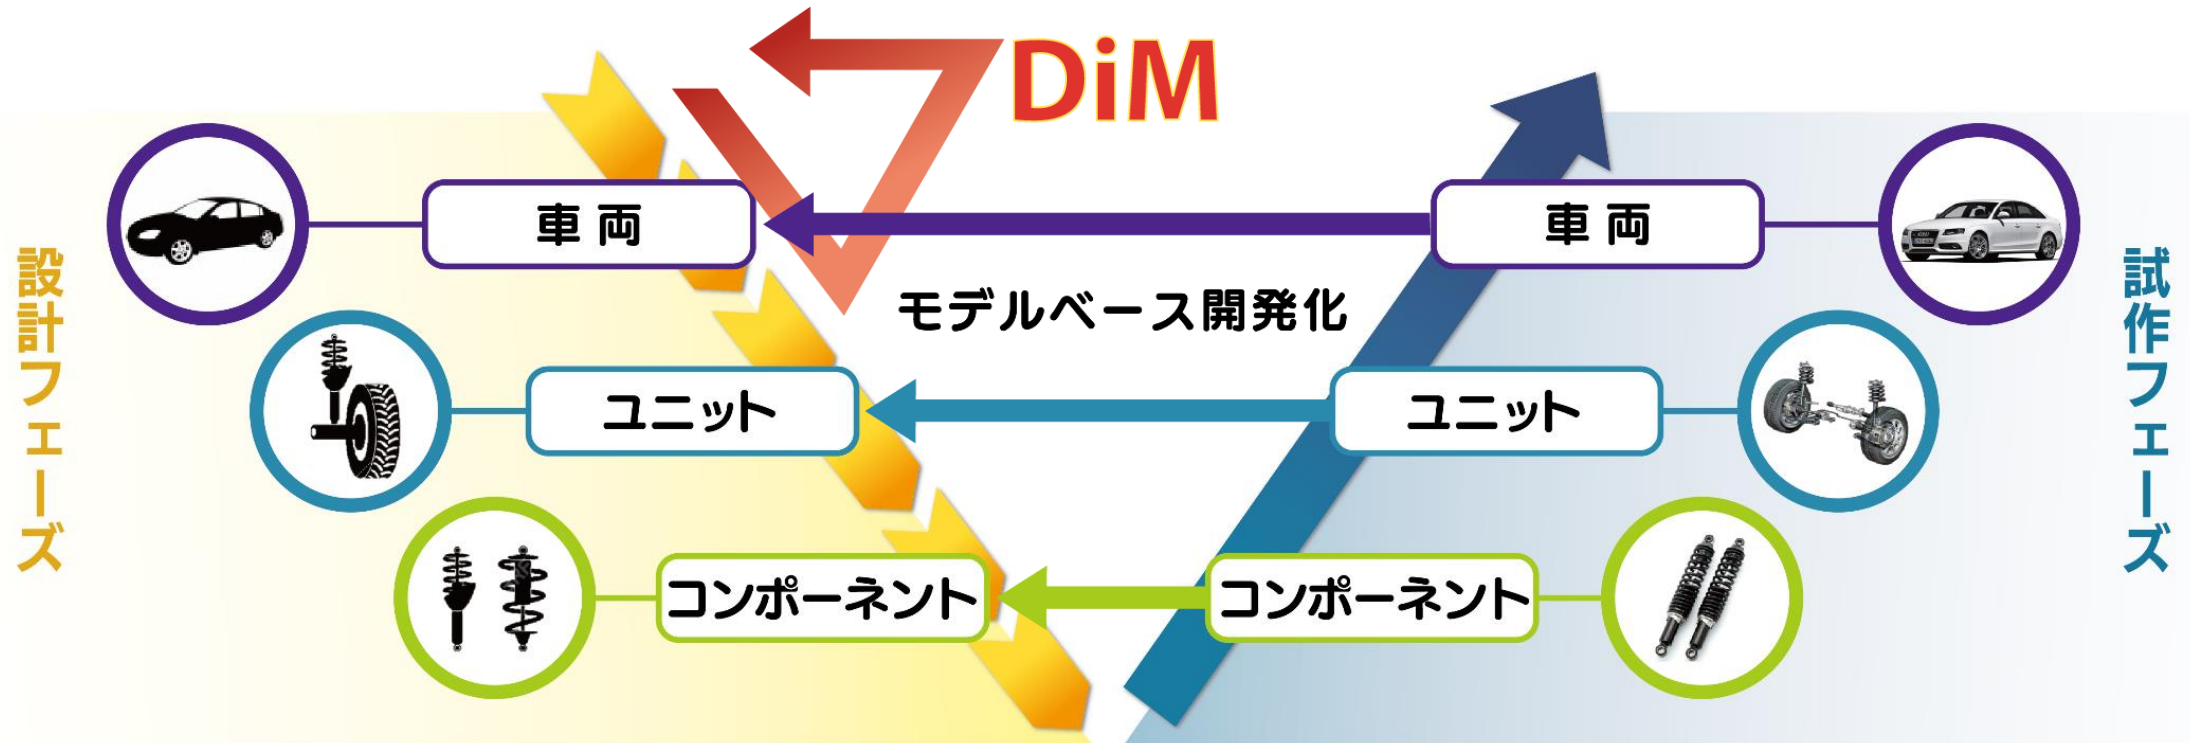 DiM
設計フェーズ
車両
車両
試作フェーズ
モデルベース開発化
ユニット
ユニット
コンポーネント
コンポーネント